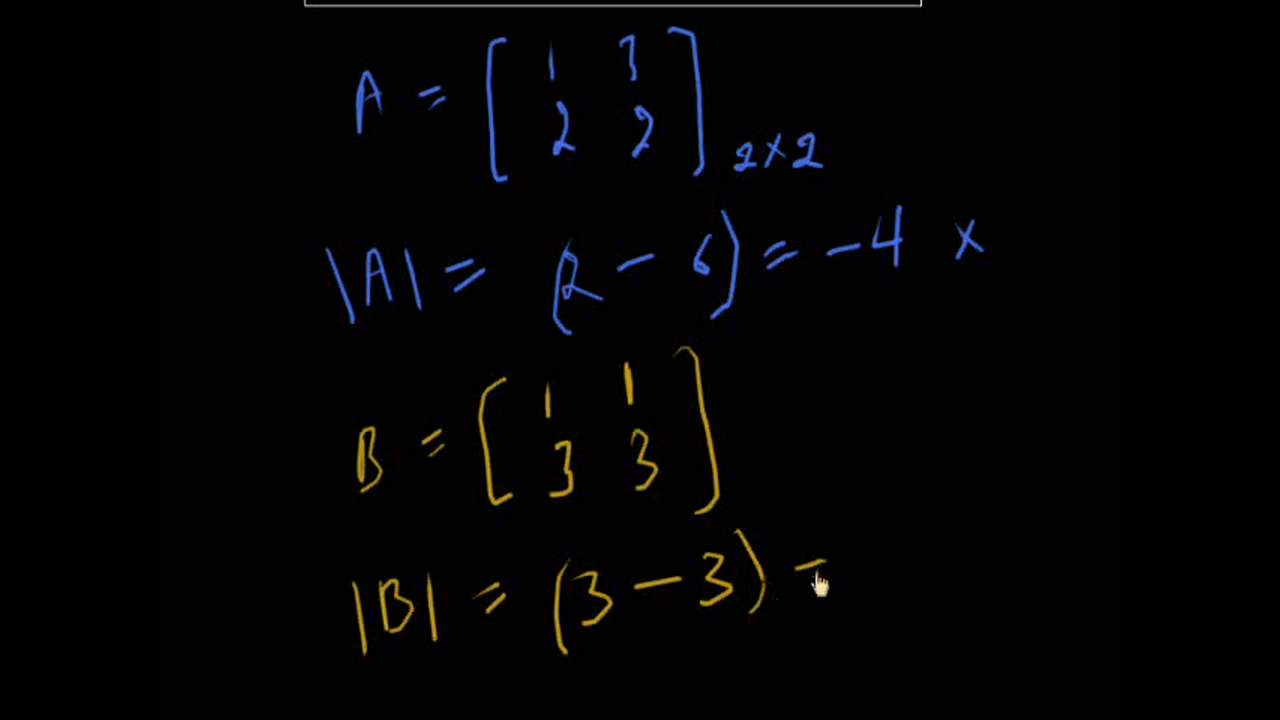 A = [ 1 3
2 2 ] 2×2
|A| = (2 - 6) = -4 ×
B = [ 1 1
3 3 ]
|B| = (3 - 3) -